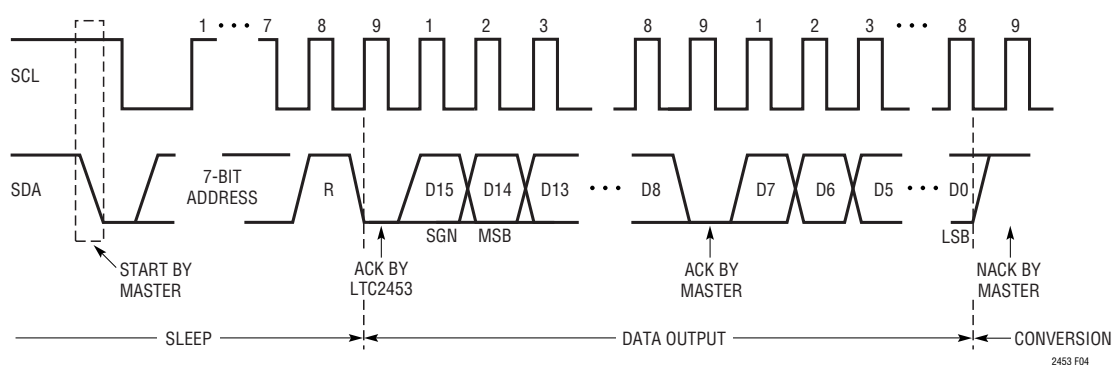 1 ••• 7 8 9 1 2 3 8 9 1 2 3 ••• 8 9
SCL
SDA
7-BIT
ADDRESS
R D15 D14 D13 ••• D8 D7 D6 D5 ••• D0
SGN MSB LSB
START BY
MASTER
ACK BY
LTC2453
ACK BY
MASTER
NACK BY
MASTER
SLEEP DATA OUTPUT CONVERSION
2453 F04